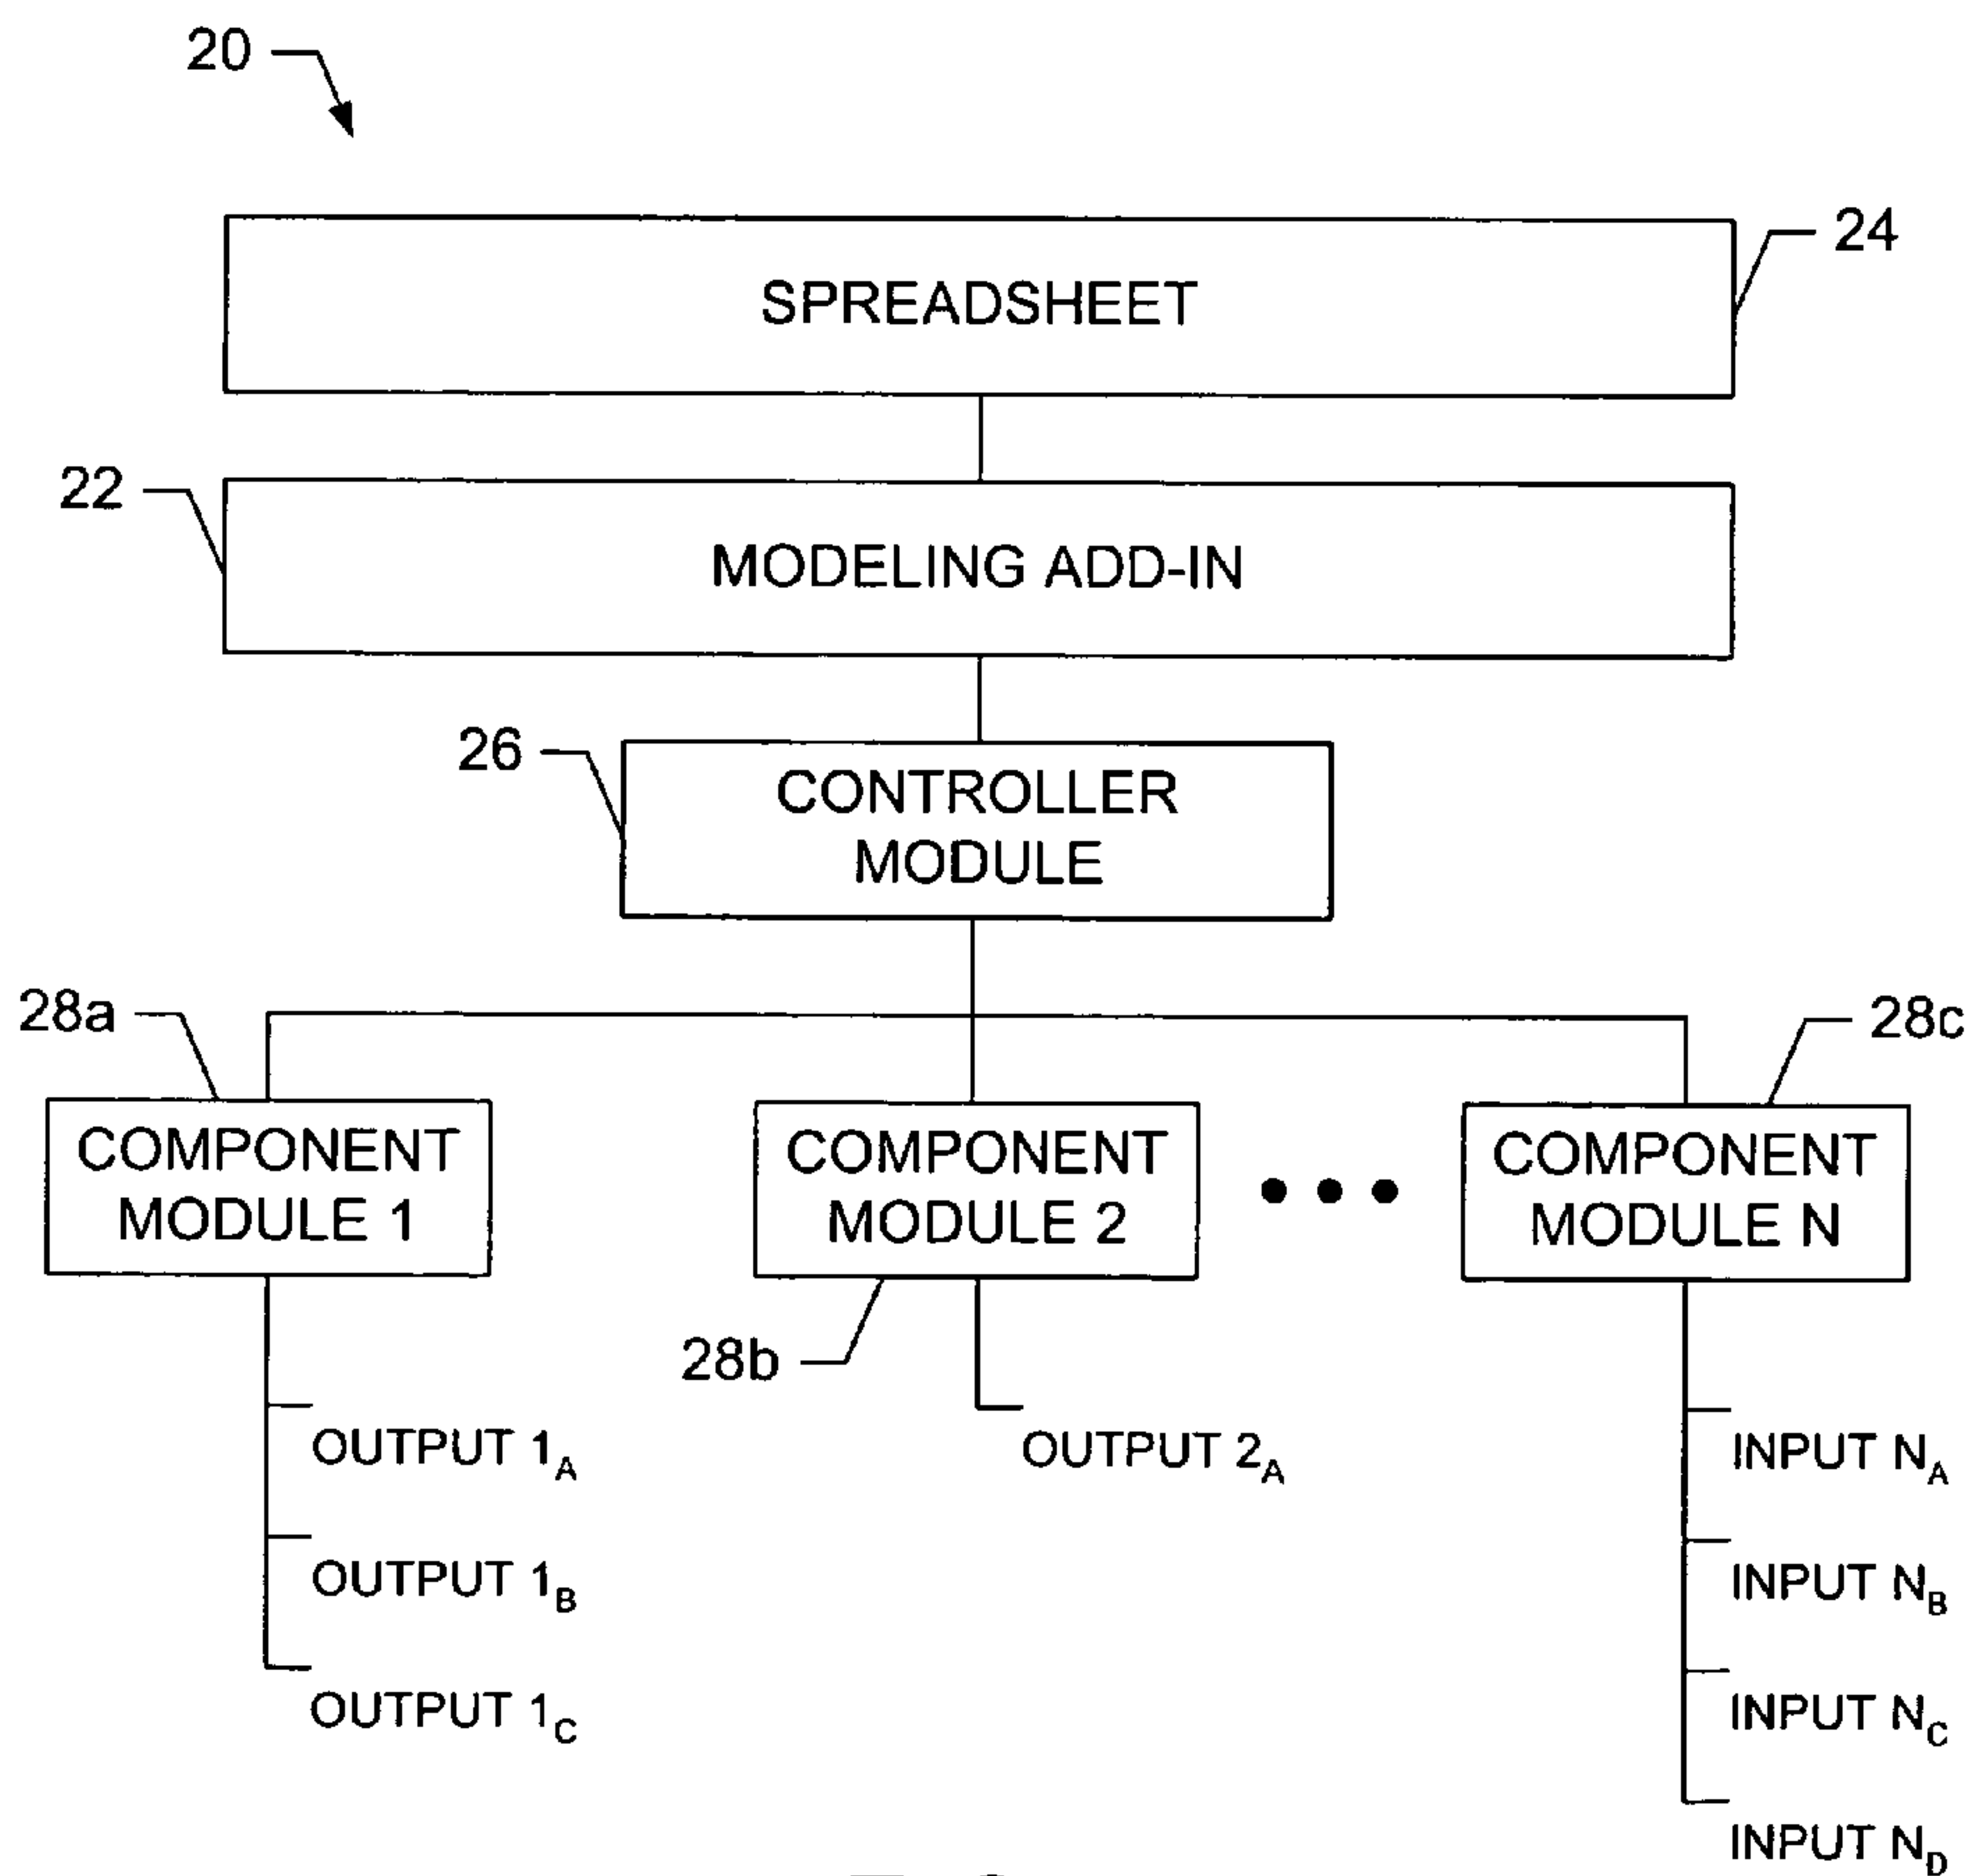 20
24
SPREADSHEET
22
MODELING ADD-IN
26
CONTROLLER
MODULE
28a
28c
COMPONENT
MODULE 1
COMPONENT
MODULE 2
COMPONENT
MODULE N
28b
OUTPUT 1A
OUTPUT 1B
OUTPUT 1C
OUTPUT 2A
INPUT NA
INPUT NB
INPUT NC
INPUT ND